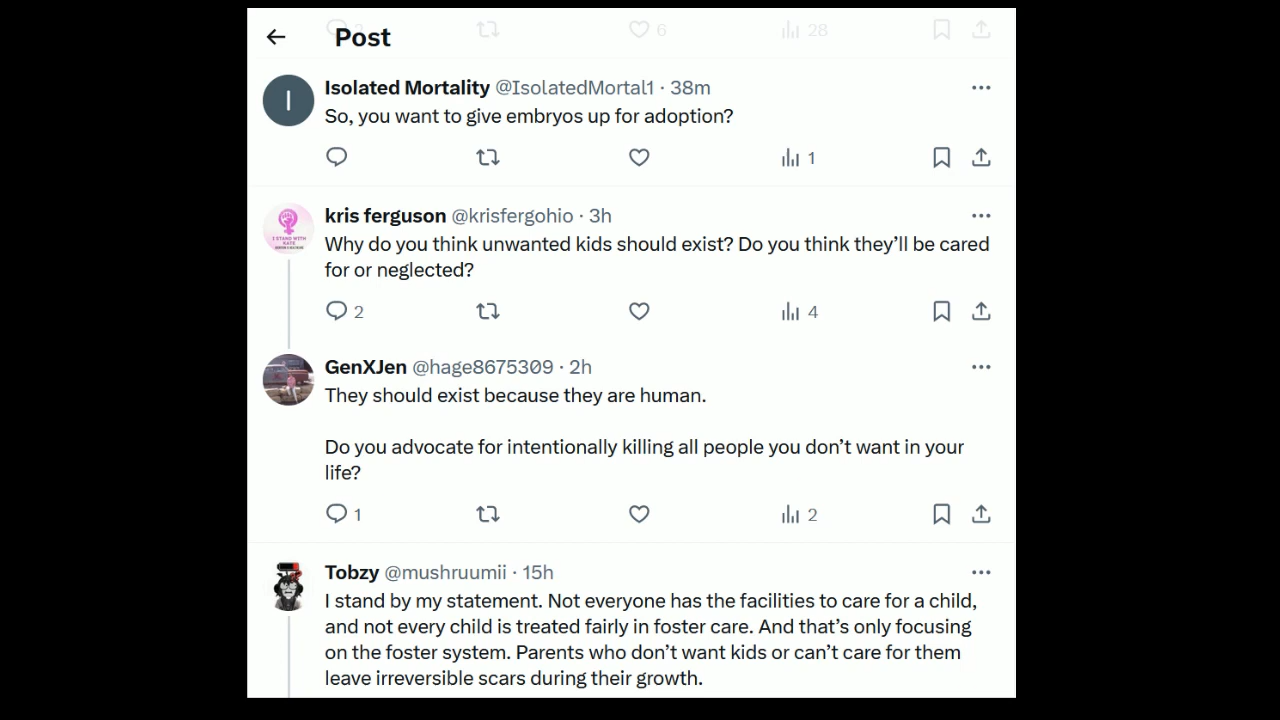 Post
6
28
Isolated Mortality @IsolatedMortal1 · 38m
So, you want to give embryos up for adoption?
1
kris ferguson @krisfergohio · 3h
Why do you think unwanted kids should exist? Do you think they'll be cared
for or neglected?
2
4
GenXJen @hage8675309 · 2h
They should exist because they are human.
Do you advocate for intentionally killing all people you don't want in your
life?
1
2
Tobzy @mushruumii · 15h
I stand by my statement. Not everyone has the facilities to care for a child,
and not every child is treated fairly in foster care. And that's only focusing
on the foster system. Parents who don't want kids or can't care for them
leave irreversible scars during their growth.